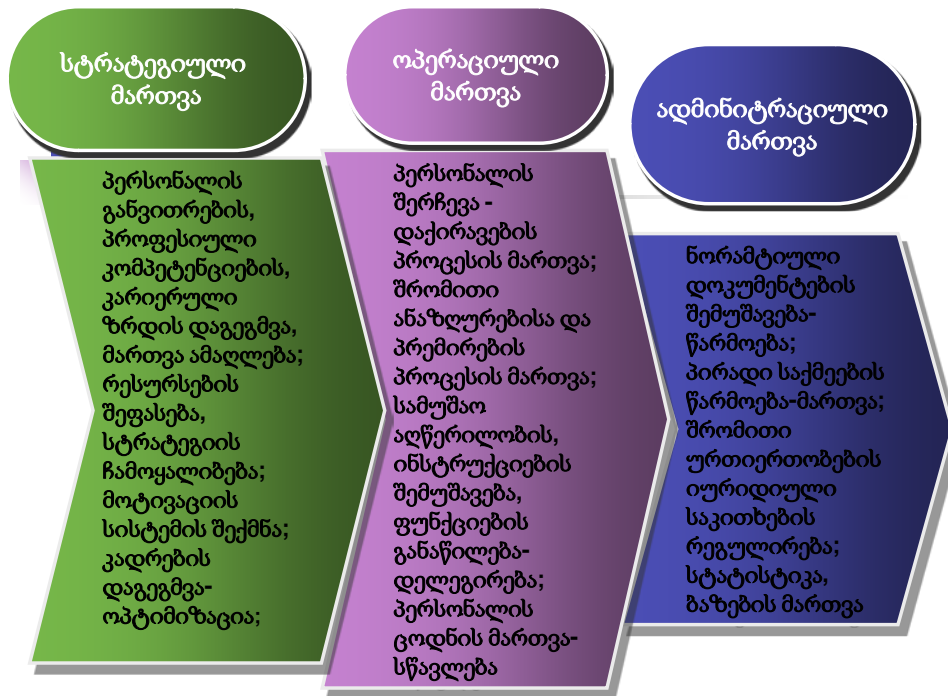 სტრატეგიული
მართვა
პერსონალის
განვითრების,
პროფესიული
კომპეტენციების,
კარიერული
ზრდის დაგეგმვა,
მართვა ამაღლება;
რესურსების
შეფასება,
სტრატეგიის
ჩამოყალიბება;
მოტივაციის
სისტემის შექმნა;
კადრების
დაგეგმვა-
ოპტიმიზაცია;
ოპერაციული
მართვა
პერსონალის
შერჩევა -
დაქირავების
პროცესის მართვა;
შრომითი
ანაზღურებისა და
პრემირების
პროცესის მართვა;
სამუშაო
აღწერილობის,
ინსტრუქციების
შემუშავება,
ფუნქციების
განაწილება-
დელეგირება;
პერსონალის
ცოდნის მართვა-
სწავლება
ადმინიტრაციული
მართვა
ნორამტიული
დოკუმენტების
შემუშავება-
წარმოება;
პირადი საქმეების
წარმოება-მართვა;
შრომითი
ურთიერთობების
იურიდიული
საკითხების
რეგულირება;
სტატისტიკა,
ბაზების მართვა